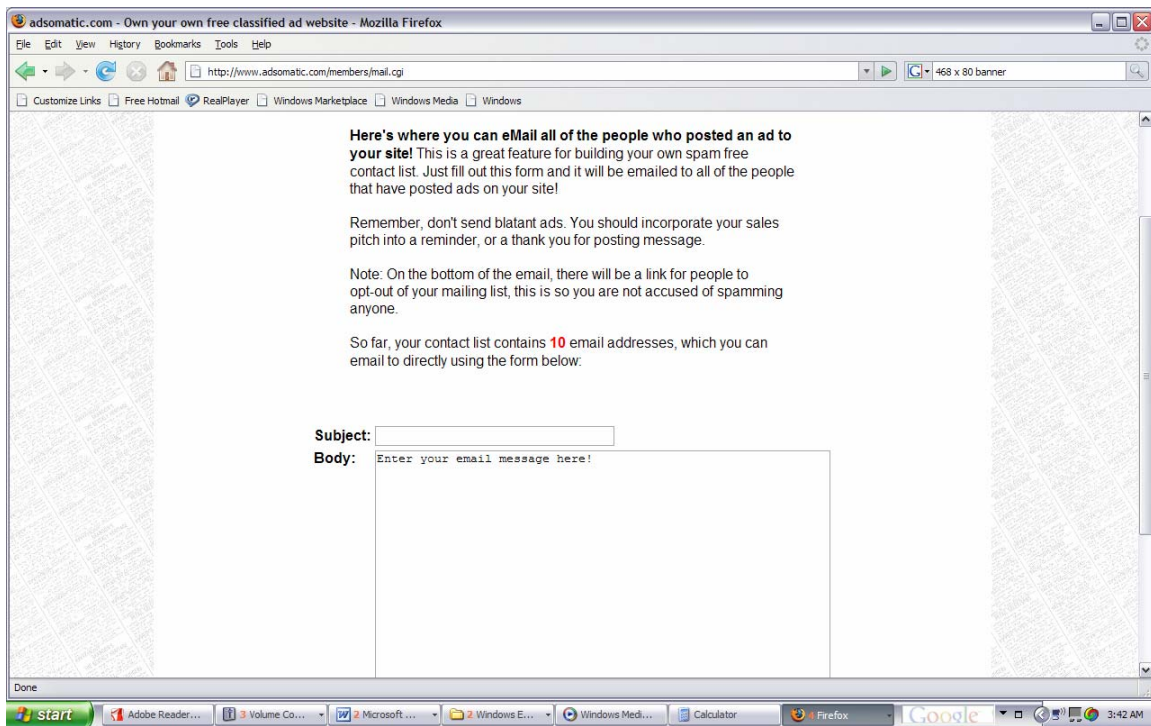 adsomatic.com - Own your own free classified ad website - Mozilla Firefox
File Edit View History Bookmarks Tools Help
http://www.adsomatic.com/members/mail.cgi G 468 x 80 banner
Customize Links Free Hotmail RealPlayer Windows Marketplace Windows Media Windows
Here's where you can eMail all of the people who posted an ad to
your site! This is a great feature for building your own spam free
contact list. Just fill out this form and it will be emailed to all of the people
that have posted ads on your site!
Remember, don't send blatant ads. You should incorporate your sales
pitch into a reminder, or a thank you for posting message.
Note: On the bottom of the email, there will be a link for people to
opt-out of your mailing list, this is so you are not accused of spamming
anyone.
So far, your contact list contains 10 email addresses, which you can
email to directly using the form below:
Subject:
Body: Enter your email message here!
Done
start Adobe Reader... 3 Volume Co... 2 Microsoft ... 2 Windows E... Windows Medi... Calculator 4 Firefox Google 3:42 AM